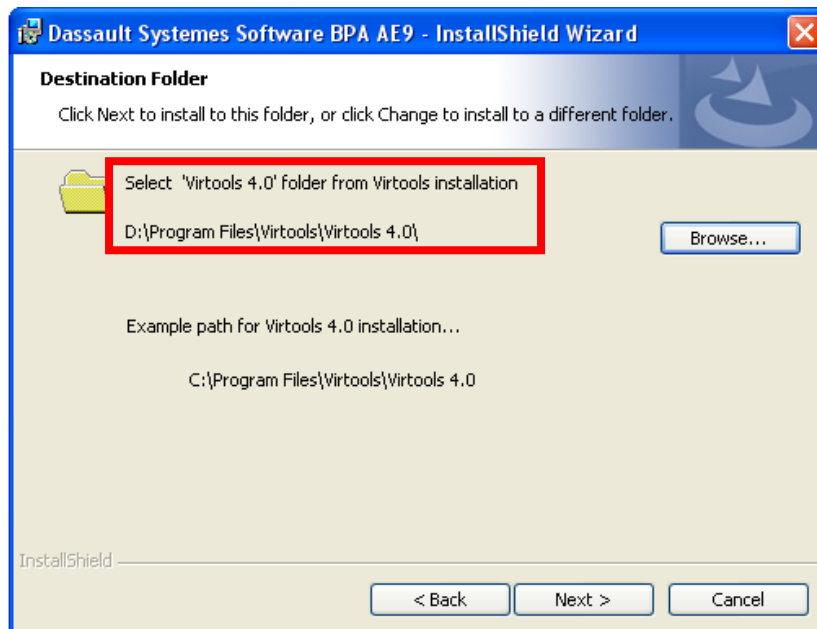 Dassault Systemes Software BPA AE9 - InstallShield Wizard
Destination Folder
Click Next to install to this folder, or click Change to install to a different folder.
Select 'Virtools 4.0' folder from Virtools installation
D:\Program Files\Virtools\Virtools 4.0\
Browse...
Example path for Virtools 4.0 installation...
C:\Program Files\Virtools\Virtools 4.0
InstallShield
< Back
Next >
Cancel